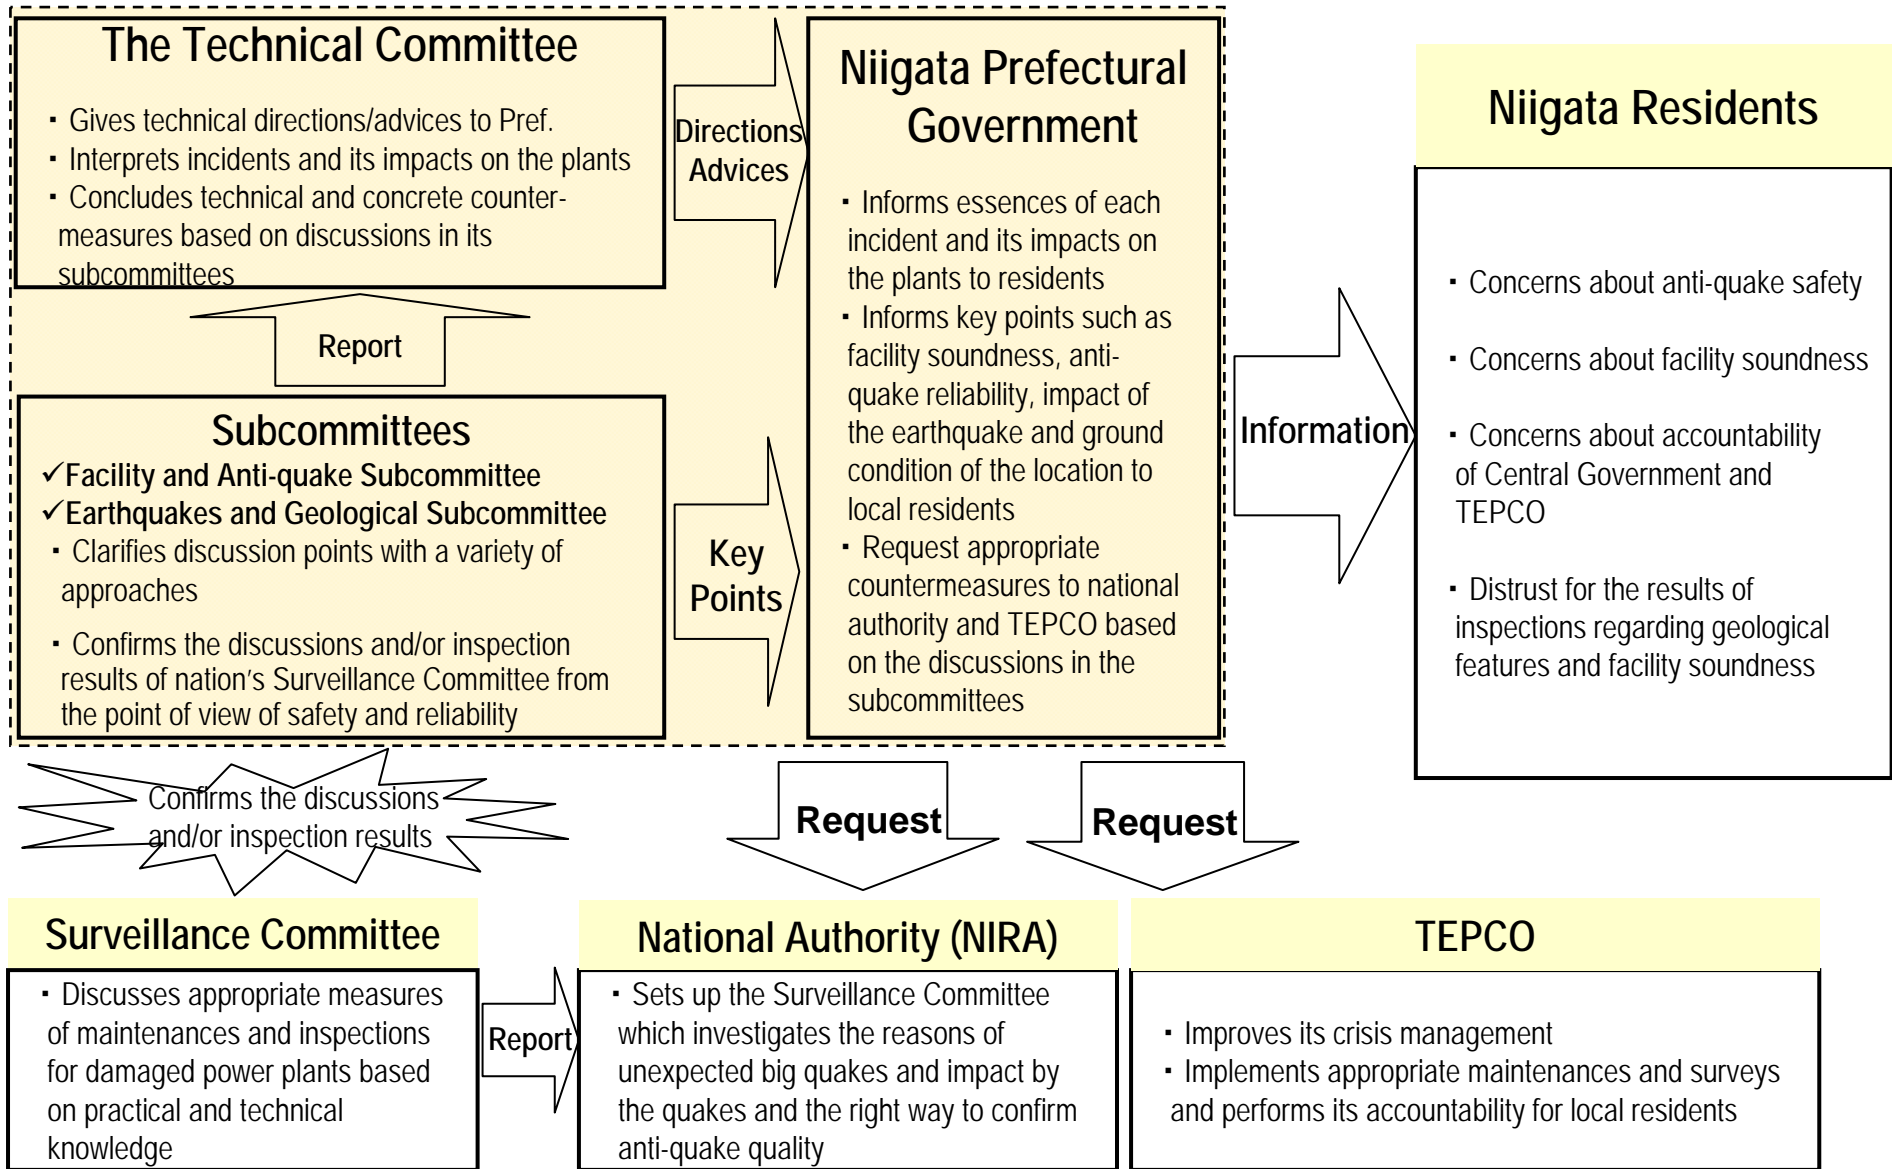 The Technical Committee
・Gives technical directions/advices to Pref.
・Interprets incidents and its impacts on the plants
・Concludes technical and concrete counter-
measures based on discussions in its
subcommittees
Directions
Advices
Report
Subcommittees
✓Facility and Anti-quake Subcommittee
✓Earthquakes and Geological Subcommittee
・Clarifies discussion points with a variety of
approaches
・Confirms the discussions and/or inspection
results of nation's Surveillance Committee from
the point of view of safety and reliability
Key
Points
Niigata Prefectural
Government
・Informs essences of each
incident and its impacts on
the plants to residents
・Informs key points such as
facility soundness, anti-
quake reliability, impact of
the earthquake and ground
condition of the location to
local residents
・Request appropriate
countermeasures to national
authority and TEPCO based
on the discussions in the
subcommittees
Information
Niigata Residents
・Concerns about anti-quake safety
・Concerns about facility soundness
・Concerns about accountability
of Central Government and
TEPCO
・Distrust for the results of
inspections regarding geological
features and facility soundness
Confirms the discussions
and/or inspection results
Request
Request
Surveillance Committee
・Discusses appropriate measures
of maintenances and inspections
for damaged power plants based
on practical and technical
knowledge
Report
National Authority (NIRA)
・Sets up the Surveillance Committee
which investigates the reasons of
unexpected big quakes and impact by
the quakes and the right way to confirm
anti-quake quality
TEPCO
・Improves its crisis management
・Implements appropriate maintenances and surveys
and performs its accountability for local residents